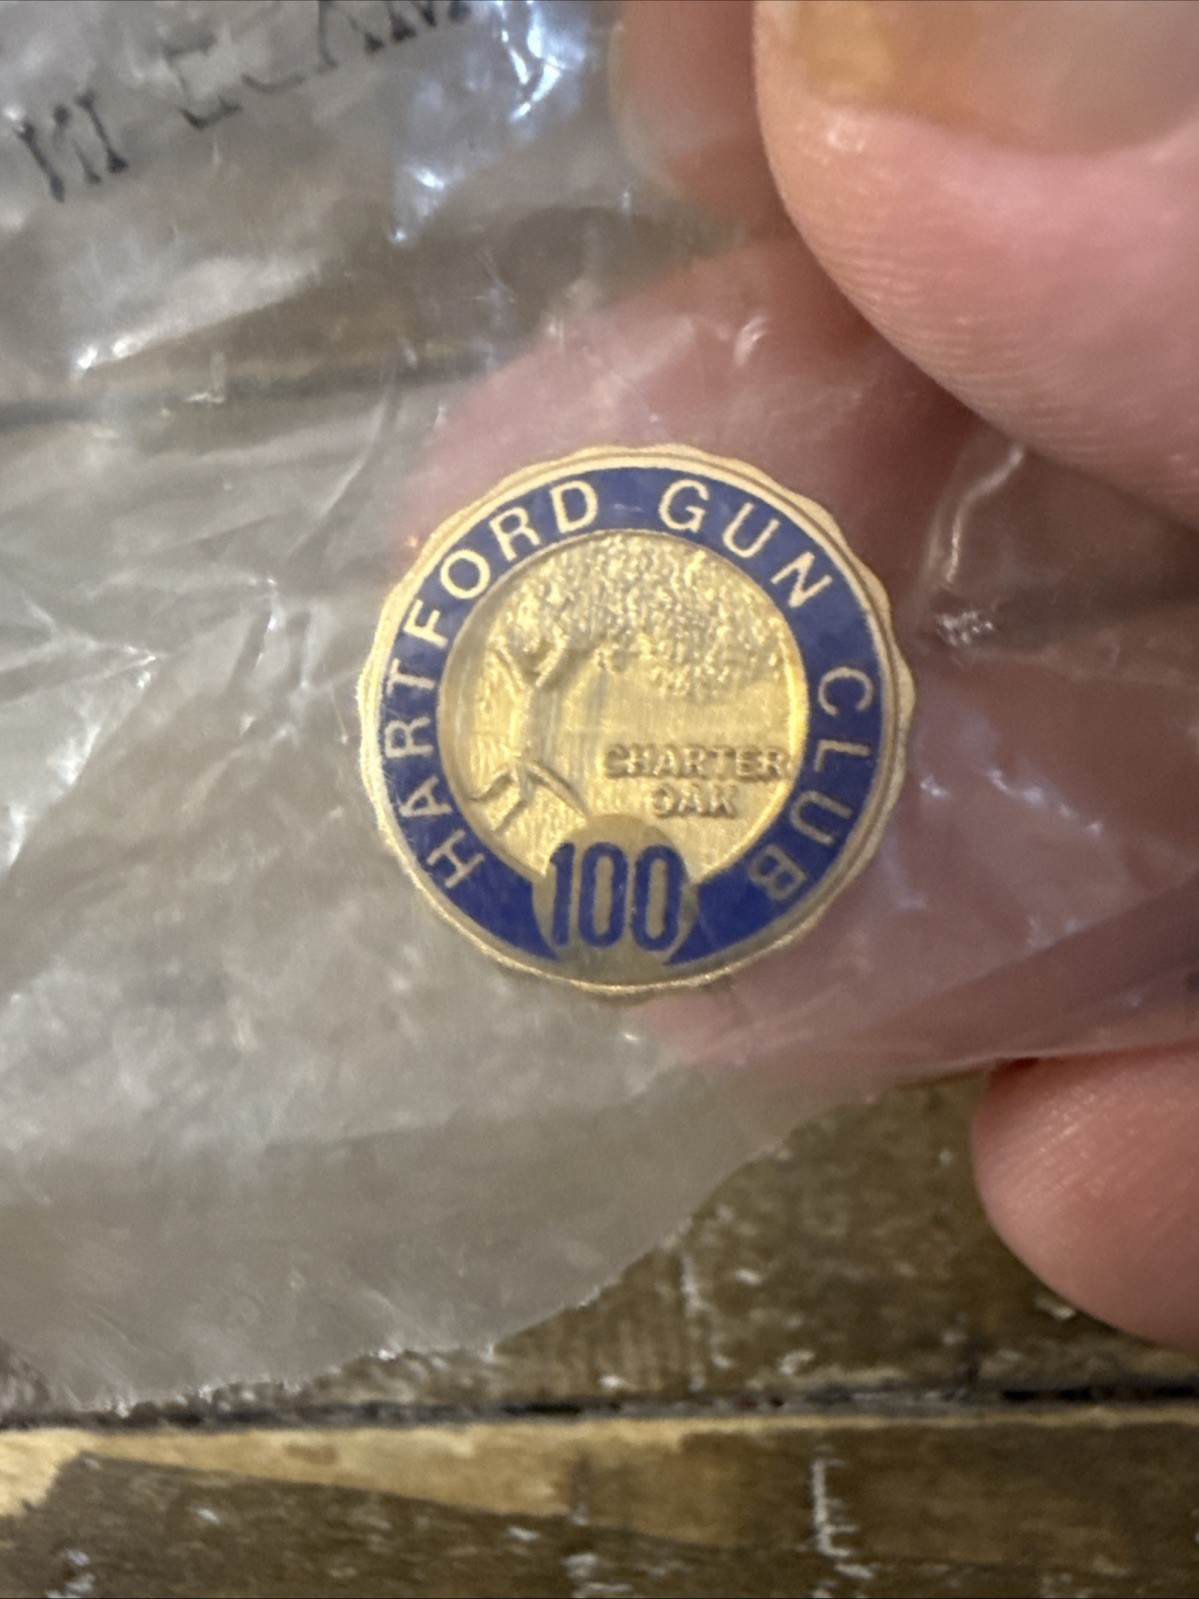 HARTFORD GUN CLUB
CHARTER
OAK
100